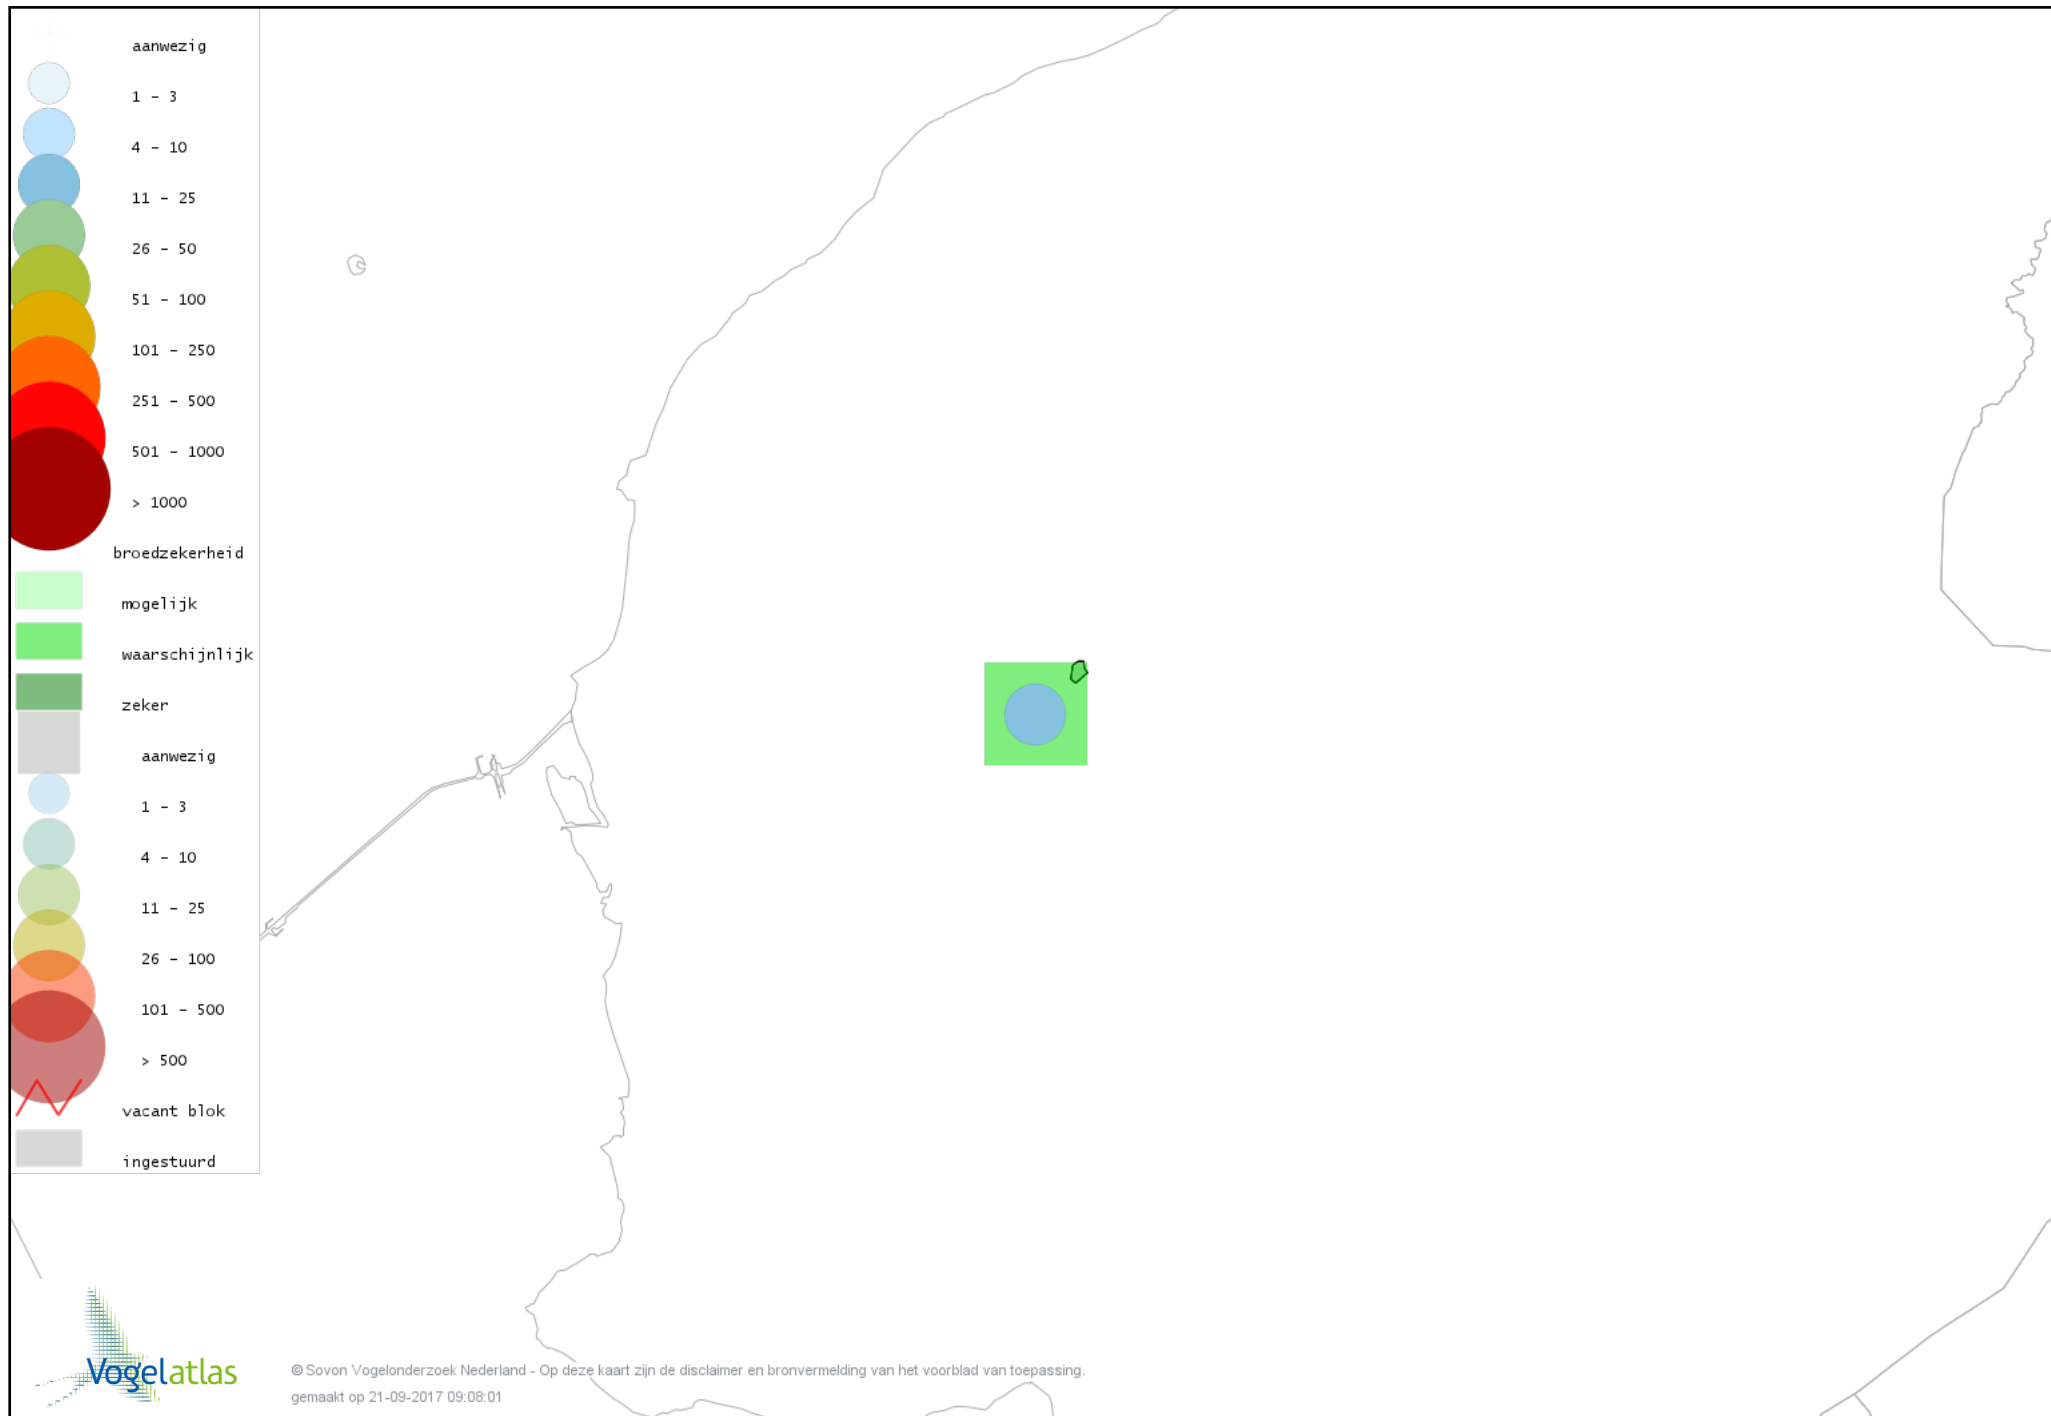 aanwezig
1 - 3
4 - 10
11 - 25
26 - 50
51 - 100
101 - 250
251 - 500
501 - 1000
> 1000
broedzekerheid
mogelijk
waarschijnlijk
zeker
aanwezig
1 - 3
4 - 10
11 - 25
26 - 100
101 - 500
> 500
vacant blok
ingestuurd
Vogelatlas
© Sovon Vogelonderzoek Nederland - Op deze kaart zijn de disclaimer en bronvermelding van het voorblad van toepassing.
gemaakt op 21-09-2017 09:08:01